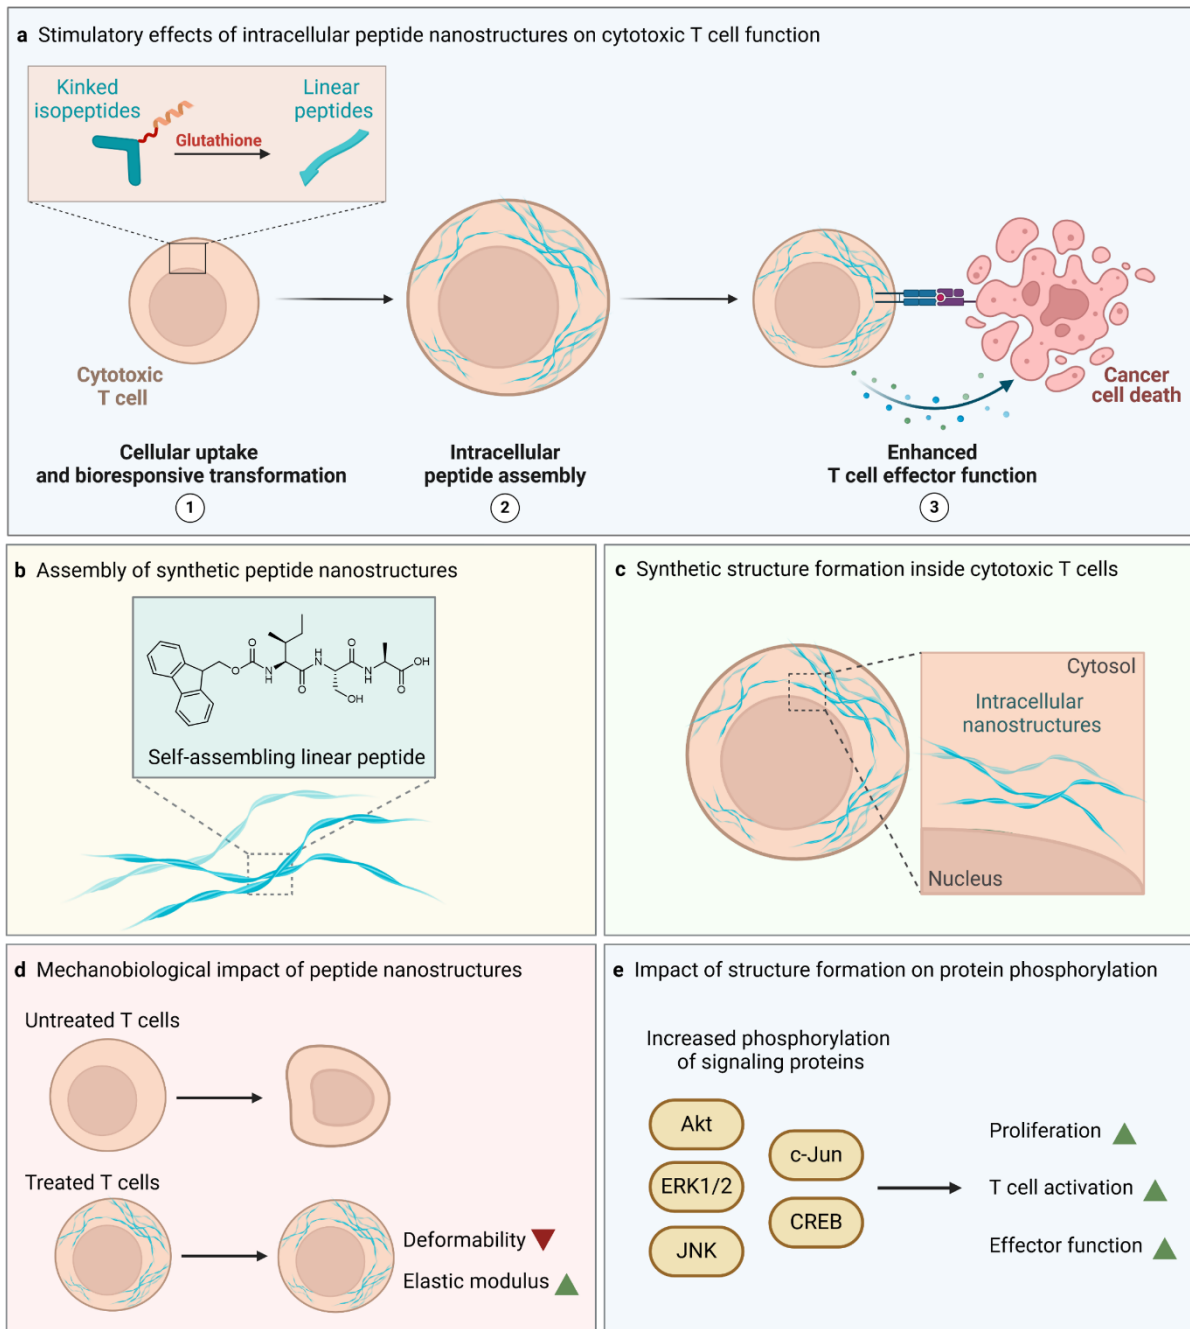 a Stimulatory effects of intracellular peptide nanostructures on cytotoxic T cell function
Kinked
isopeptides
Glutathione
Linear
peptides
Cytotoxic
T cell
Cancer
cell death
Cellular uptake
and bioresponsive transformation
1
Intracellular
peptide assembly
2
Enhanced
T cell effector function
3
b Assembly of synthetic peptide nanostructures
O
O
N
H
O
H
N
O
N
H
O
OH
OH
Self-assembling linear peptide
c Synthetic structure formation inside cytotoxic T cells
Cytosol
Intracellular
nanostructures
Nucleus
d Mechanobiological impact of peptide nanostructures
Untreated T cells
Treated T cells
Deformability
Elastic modulus
e Impact of structure formation on protein phosphorylation
Increased phosphorylation
of signaling proteins
Akt
ERK1/2
JNK
c-Jun
CREB
Proliferation
T cell activation
Effector function